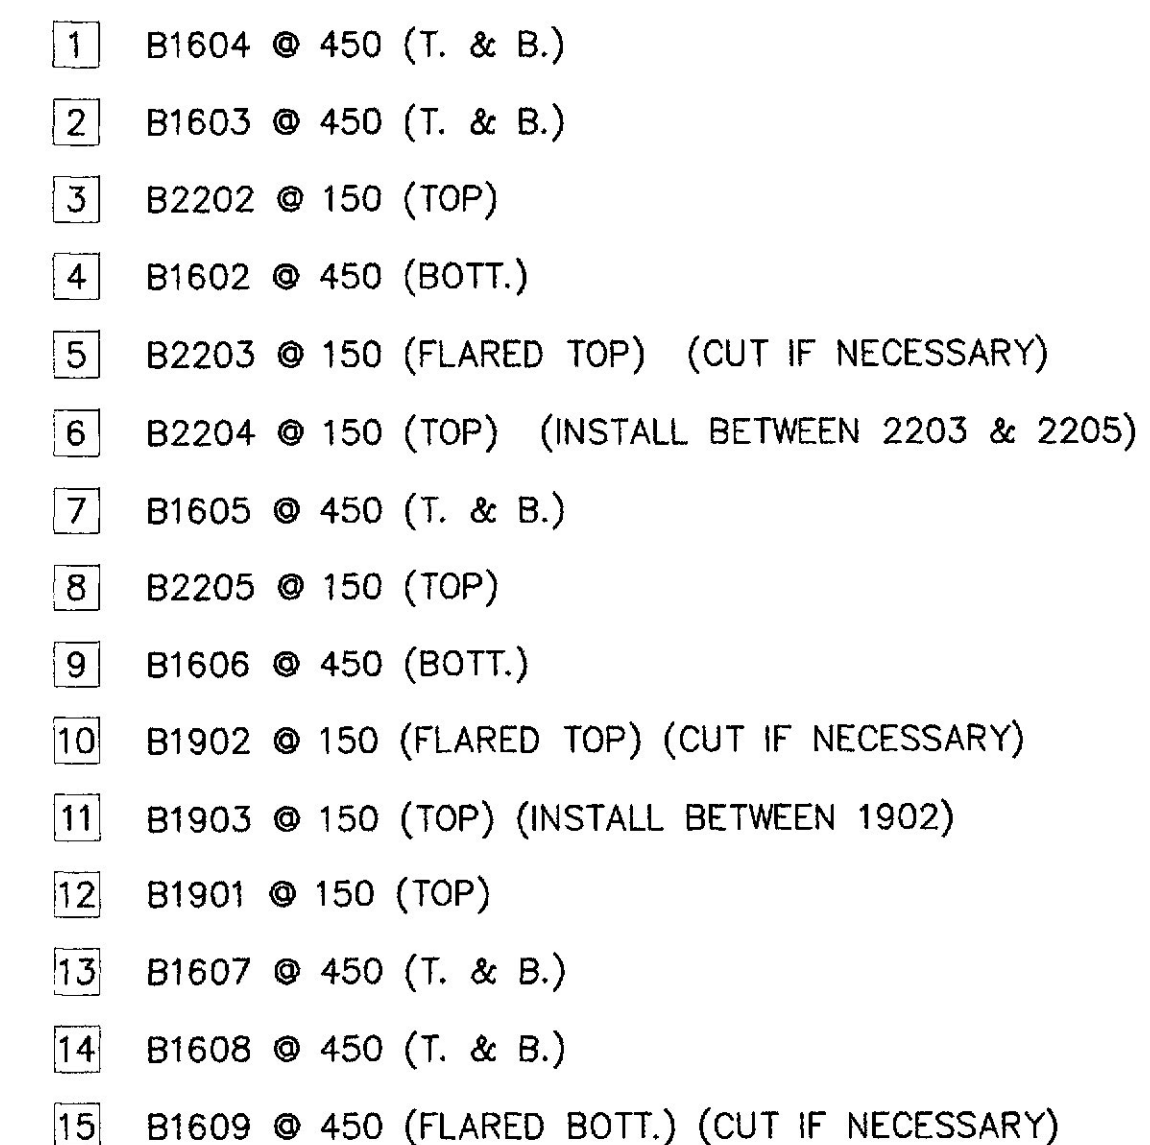 1 B1604 @ 450 (T. & B.)
2 B1603 @ 450 (T. & B.)
3 B2202 @ 150 (TOP)
4 B1602 @ 450 (BOTT.)
5 B2203 @ 150 (FLARED TOP) (CUT IF NECESSARY)
6 B2204 @ 150 (TOP) (INSTALL BETWEEN 2203 & 2205)
7 B1605 @ 450 (T. & B.)
8 B2205 @ 150 (TOP)
9 B1606 @ 450 (BOTT.)
10 B1902 @ 150 (FLARED TOP) (CUT IF NECESSARY)
11 B1903 @ 150 (TOP) (INSTALL BETWEEN 1902)
12 B1901 @ 150 (TOP)
13 B1607 @ 450 (T. & B.)
14 B1608 @ 450 (T. & B.)
15 B1609 @ 450 (FLARED BOTT.) (CUT IF NECESSARY)